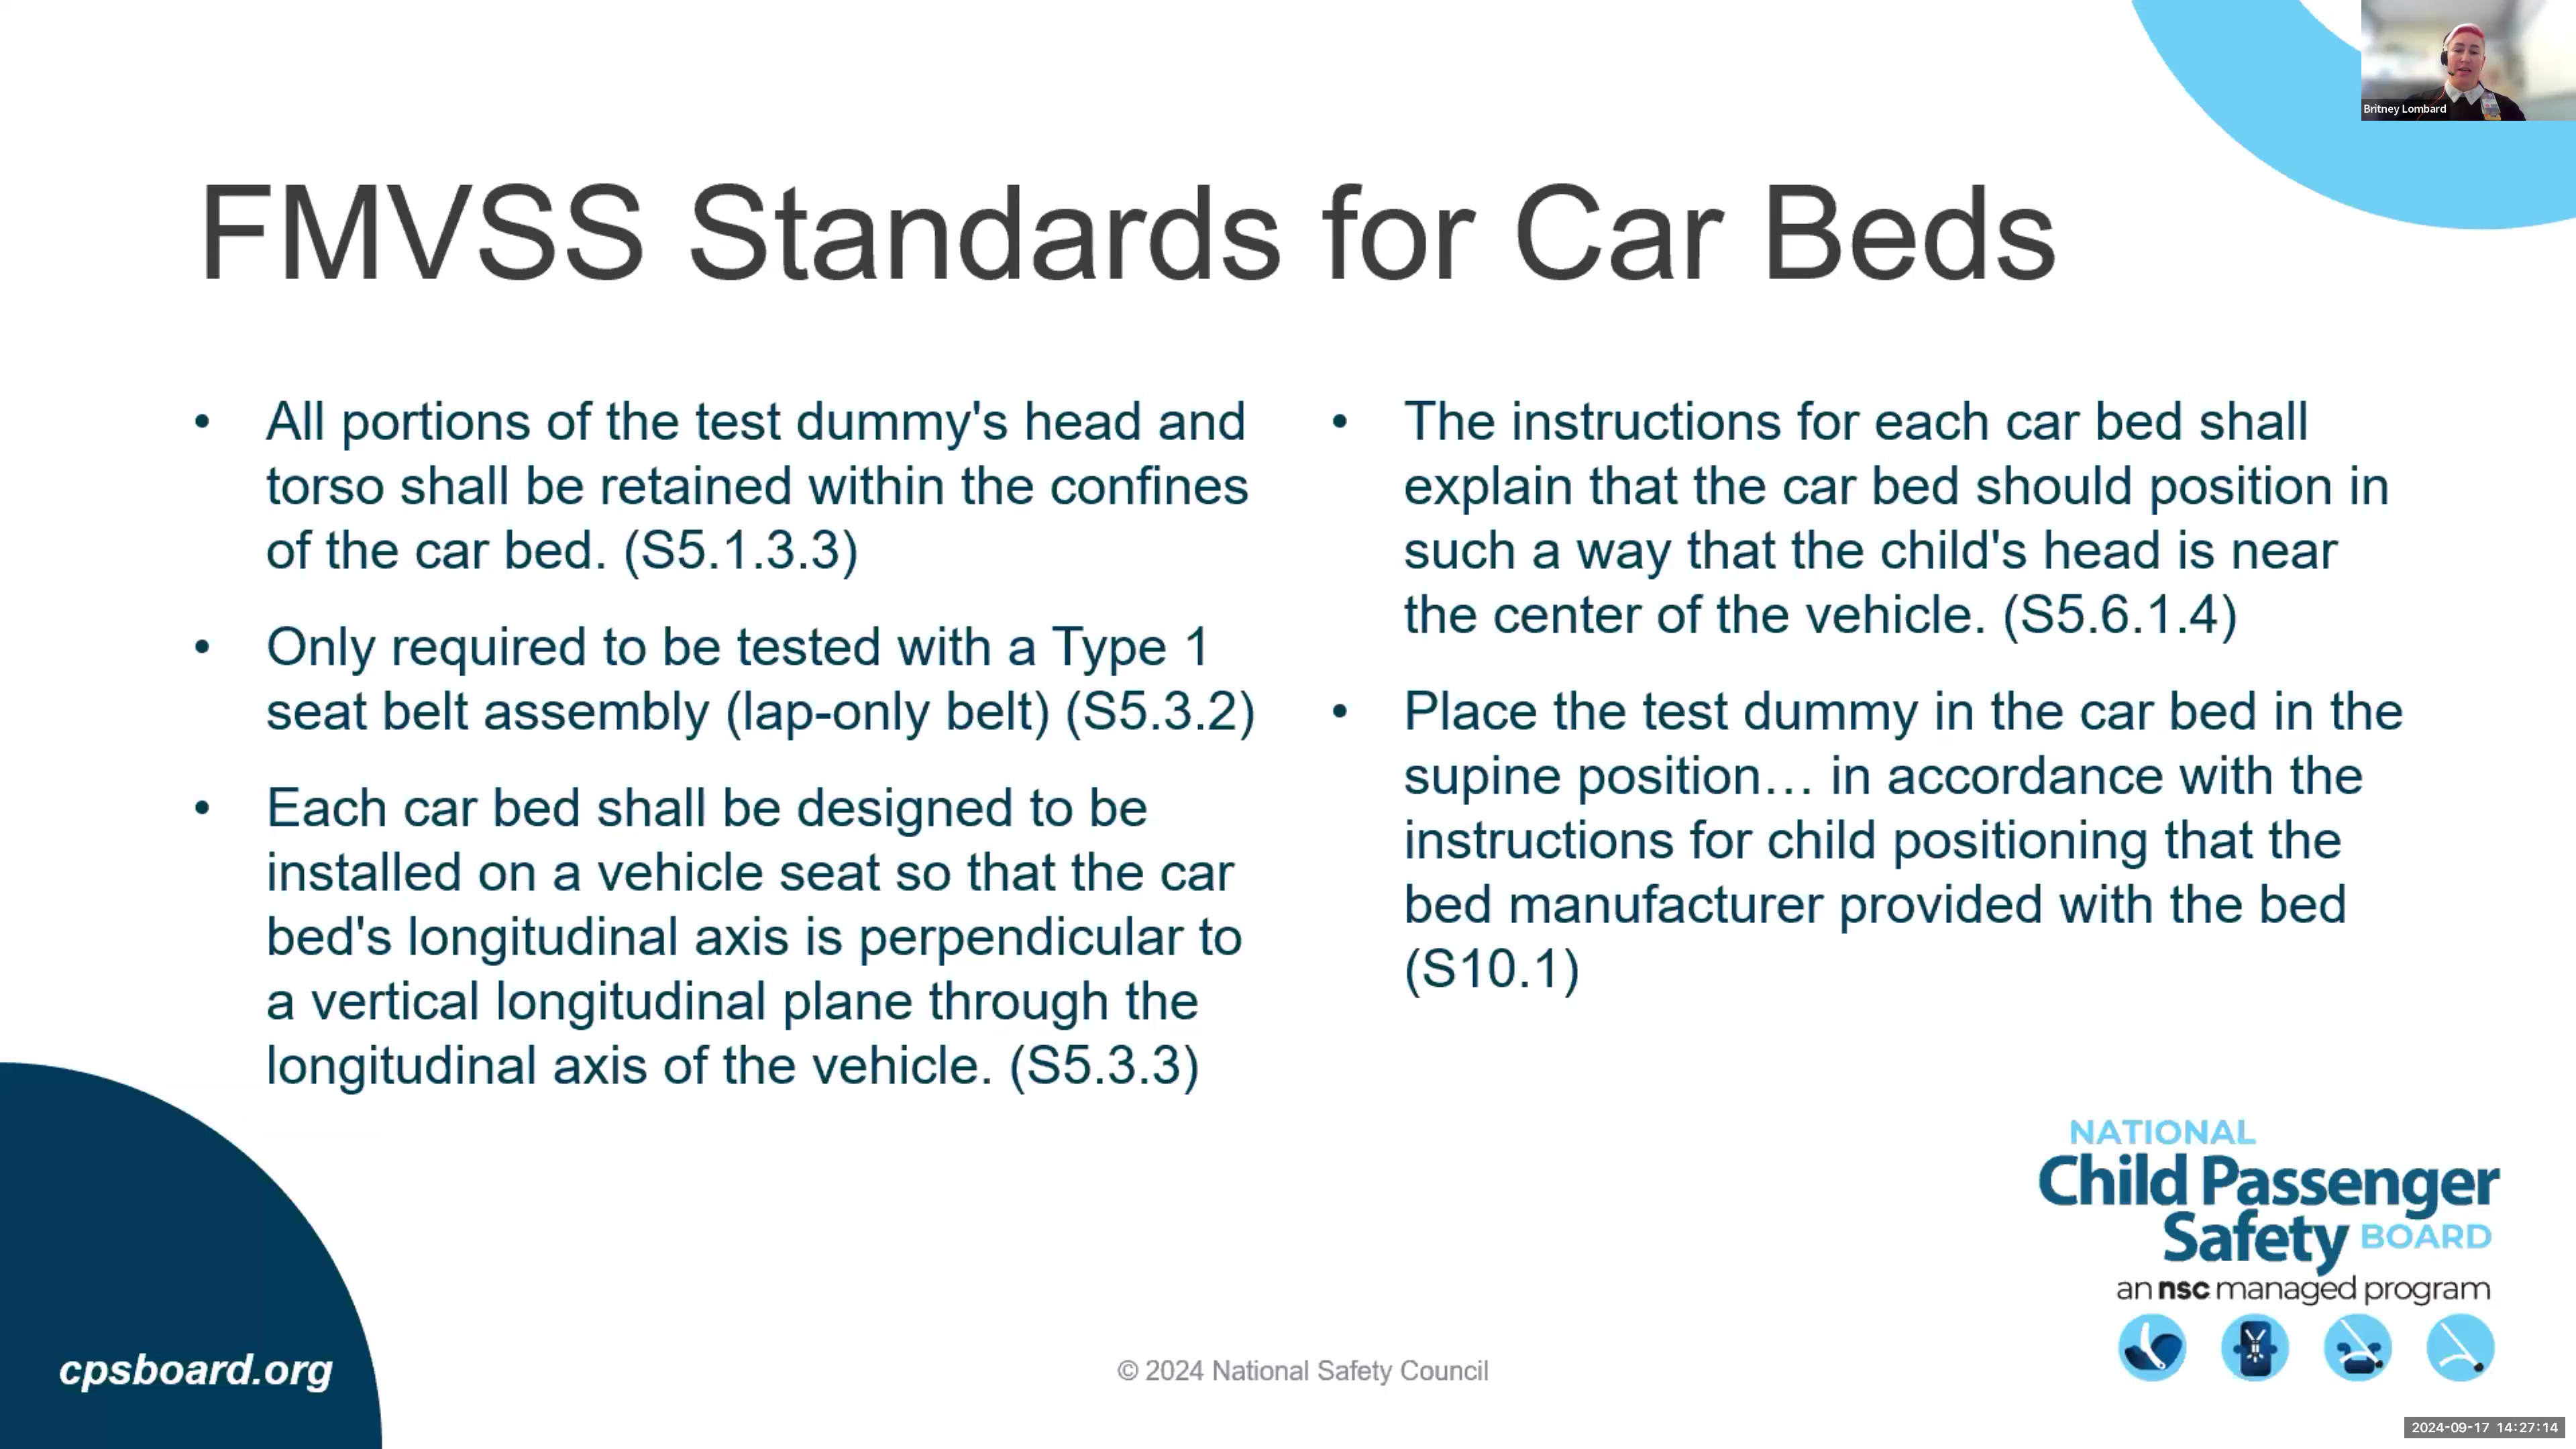 Britney Lombard
FMVSS Standards for Car Beds
• All portions of the test dummy's head and
torso shall be retained within the confines
of the car bed. (S5.1.3.3)
• Only required to be tested with a Type 1
seat belt assembly (lap-only belt) (S5.3.2)
• Each car bed shall be designed to be
installed on a vehicle seat so that the car
bed's longitudinal axis is perpendicular to
a vertical longitudinal plane through the
longitudinal axis of the vehicle. (S5.3.3)
• The instructions for each car bed shall
explain that the car bed should position in
such a way that the child's head is near
the center of the vehicle. (S5.6.1.4)
• Place the test dummy in the car bed in the
supine position… in accordance with the
instructions for child positioning that the
bed manufacturer provided with the bed
(S10.1)
NATIONAL
Child Passenger
Safety BOARD
an nsc managed program
cpsboard.org
© 2024 National Safety Council
2024-09-17 14:27:14